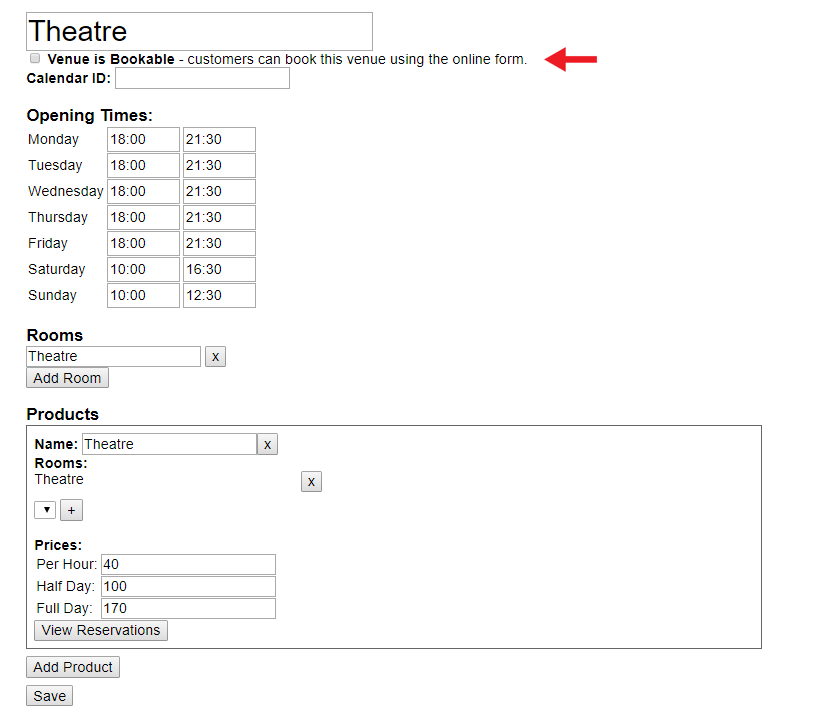 Theatre
Venue is Bookable - customers can book this venue using the online form.
Calendar ID:
Opening Times:
Monday 18:00 21:30
Tuesday 18:00 21:30
Wednesday 18:00 21:30
Thursday 18:00 21:30
Friday 18:00 21:30
Saturday 10:00 16:30
Sunday 10:00 12:30
Rooms
Theatre x
Add Room
Products
Name: Theatre x
Rooms:
Theatre x
+
Prices:
Per Hour: 40
Half Day: 100
Full Day: 170
View Reservations
Add Product
Save